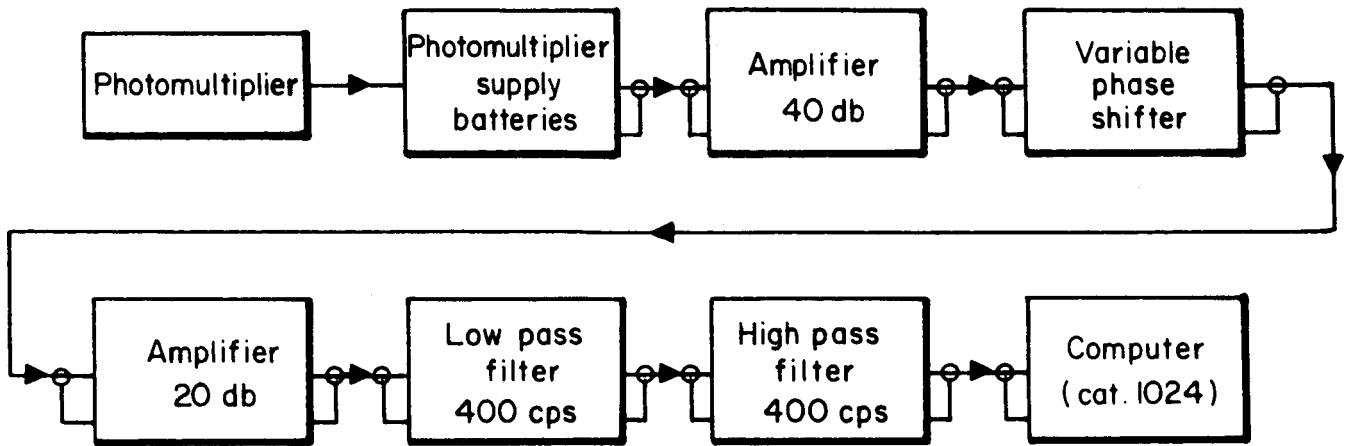 Photomultiplier
Photomultiplier
supply
batteries
Amplifier
40 db
Variable
phase
shifter
Amplifier
20 db
Low pass
filter
400 cps
High pass
filter
400 cps
Computer
(cat. 1024)